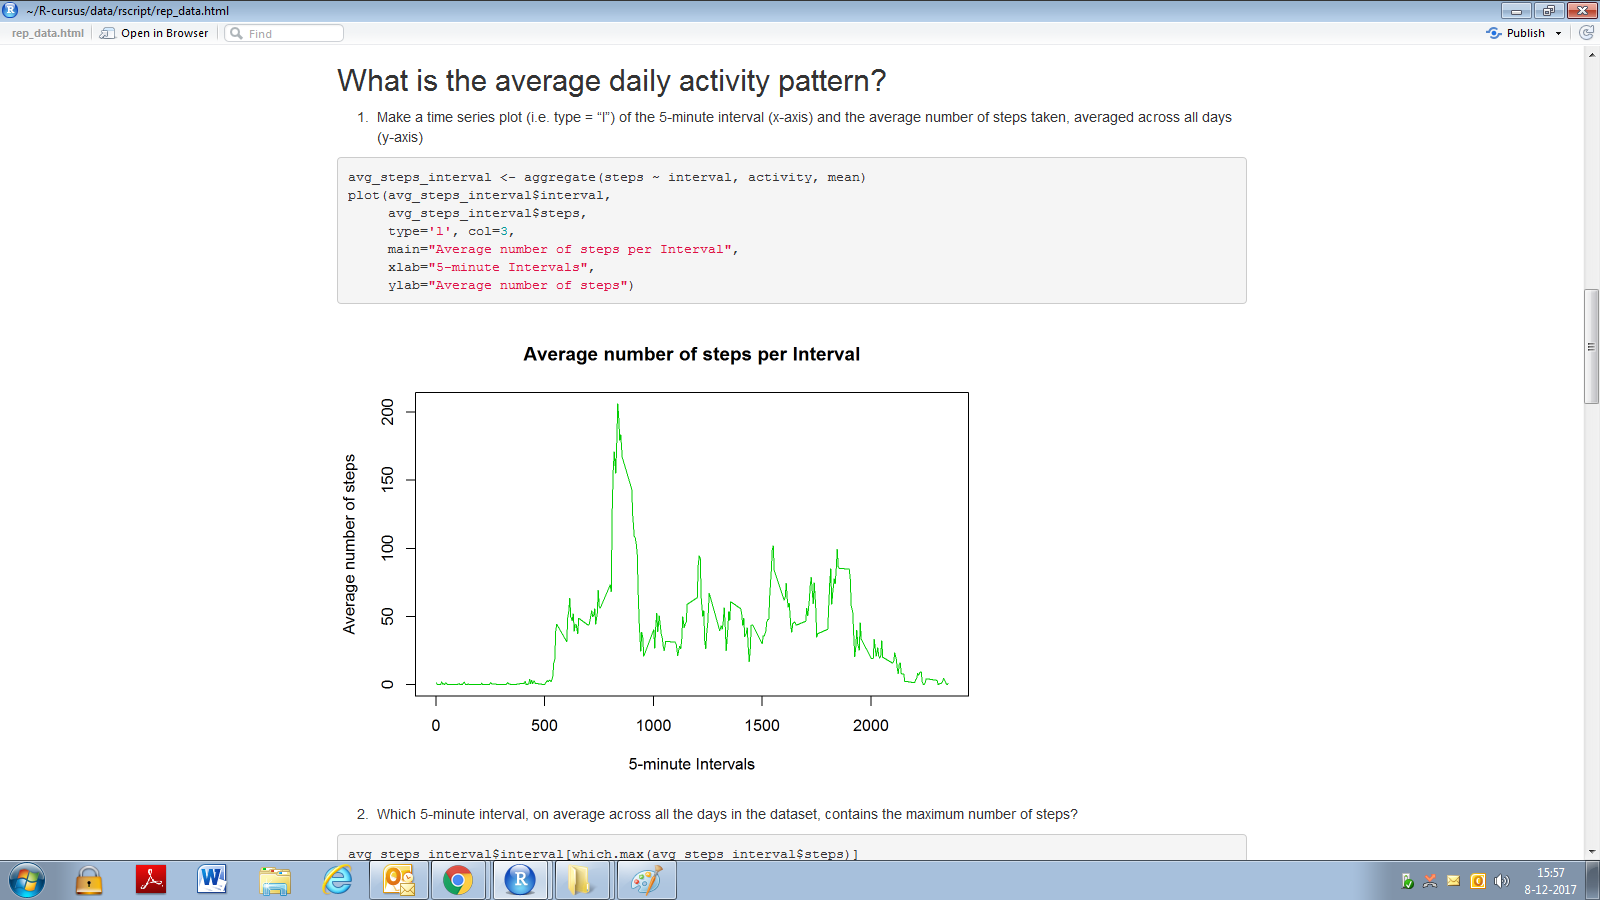 ~/R-cursus/data/rscript/rep_data.html
rep_data.html Open in Browser Find Publish
What is the average daily activity pattern?
1. Make a time series plot (i.e. type = “l”) of the 5-minute interval (x-axis) and the average number of steps taken, averaged across all days
(y-axis)
avg_steps_interval <- aggregate(steps ~ interval, activity, mean)
plot(avg_steps_interval$interval,
avg_steps_interval$steps,
type='l', col=3,
main="Average number of steps per Interval",
xlab="5-minute Intervals",
ylab="Average number of steps")
Average number of steps per Interval
Average number of steps
200
150
100
50
0
0 500 1000 1500 2000
5-minute Intervals
2. Which 5-minute interval, on average across all the days in the dataset, contains the maximum number of steps?
avg_steps_interval$interval[which.max(avg_steps_interval$steps)]
15:57
8-12-2017